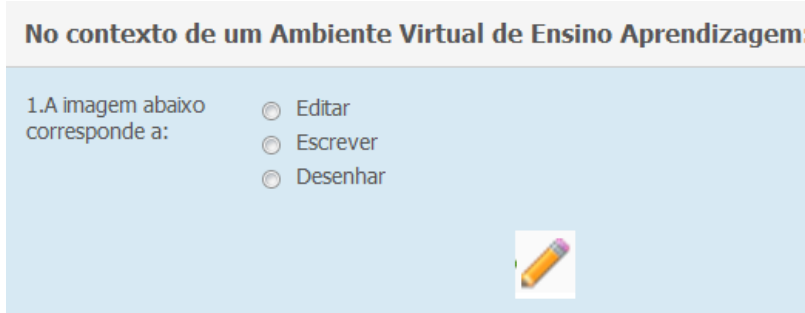 No contexto de um Ambiente Virtual de Ensino Aprendizagem:
1.A imagem abaixo
corresponde a:
Editar
Escrever
Desenhar